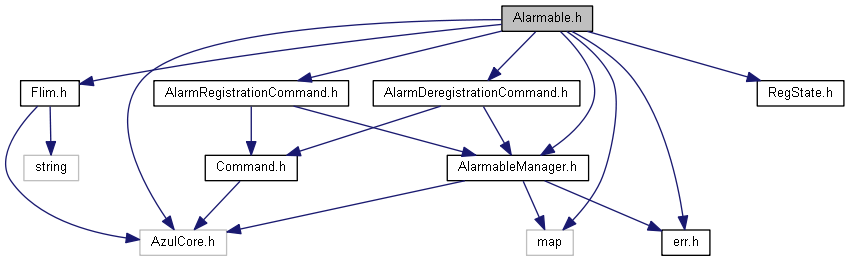 Alarmable.h
Flim.h
AlarmRegistrationCommand.h
AlarmDeregistrationCommand.h
RegState.h
string
Command.h
AlarmableManager.h
AzulCore.h
map
err.h